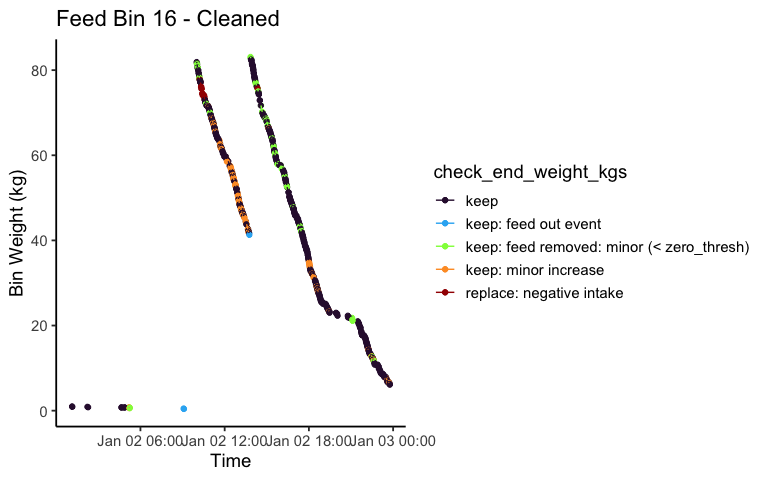 Feed Bin 16 - Cleaned
Bin Weight (kg)
80
60
40
20
0
Jan 02 06:00
Jan 02 12:00
Jan 02 18:00
Jan 03 00:00
Time
check_end_weight_kgs
keep
keep: feed out event
keep: feed removed: minor (< zero_thresh)
keep: minor increase
replace: negative intake